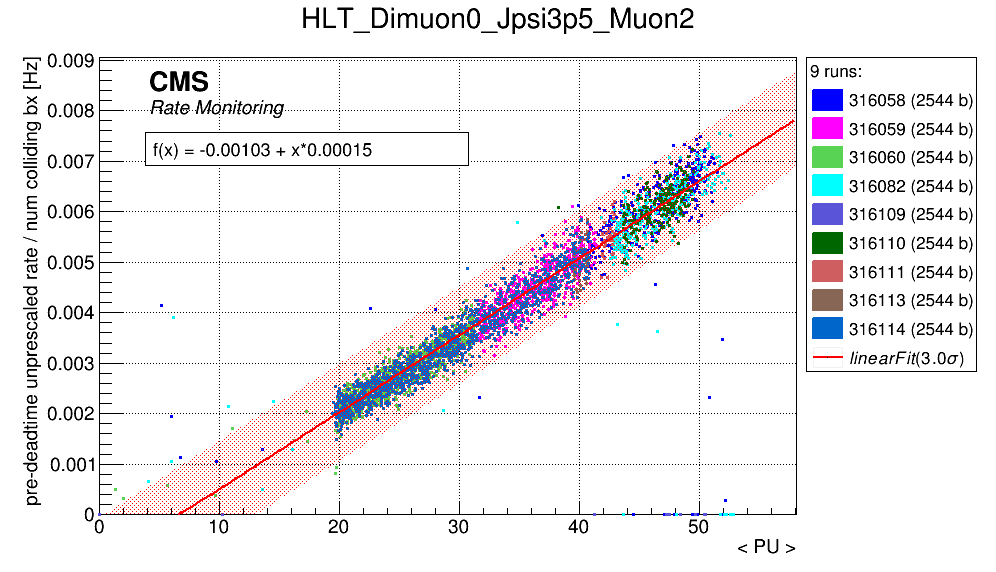 HLT_Dimuon0_Jpsi3p5_Muon2
pre-deadtime unprescaled rate / num colliding bx [Hz]
0.009
0.008
0.007
0.006
0.005
0.004
0.003
0.002
0.001
0
CMS
Rate Monitoring
f(x) = -0.00103 + x*0.00015
0 10 20 30 40 50
< PU >
9 runs:
316058 (2544 b)
316059 (2544 b)
316060 (2544 b)
316082 (2544 b)
316109 (2544 b)
316110 (2544 b)
316111 (2544 b)
316113 (2544 b)
316114 (2544 b)
linearFit(3.0σ)